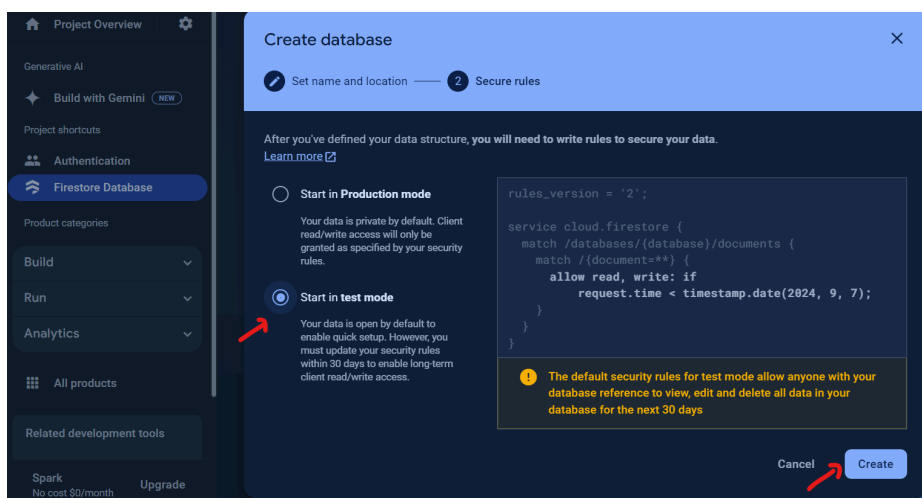 Project Overview
Generative AI
Build with Gemini NEW
Project shortcuts
Authentication
Firestore Database
Product categories
Build
Run
Analytics
All products
Related development tools
Spark
No cost $0/month
Upgrade
Create database
Set name and location
2 Secure rules
After you've defined your data structure, you will need to write rules to secure your data.
Learn more
Start in Production mode
Your data is private by default. Client
read/write access will only be
granted as specified by your security
rules.
Start in test mode
Your data is open by default to
enable quick setup. However, you
must update your security rules
within 30 days to enable long-term
client read/write access.
rules_version = '2';
service cloud.firestore {
match /databases/{database}/documents {
match /{document=**} {
allow read, write: if
request.time < timestamp.date(2024, 9, 7);
}
}
}
! The default security rules for test mode allow anyone with your
database reference to view, edit and delete all data in your
database for the next 30 days
Cancel
Create